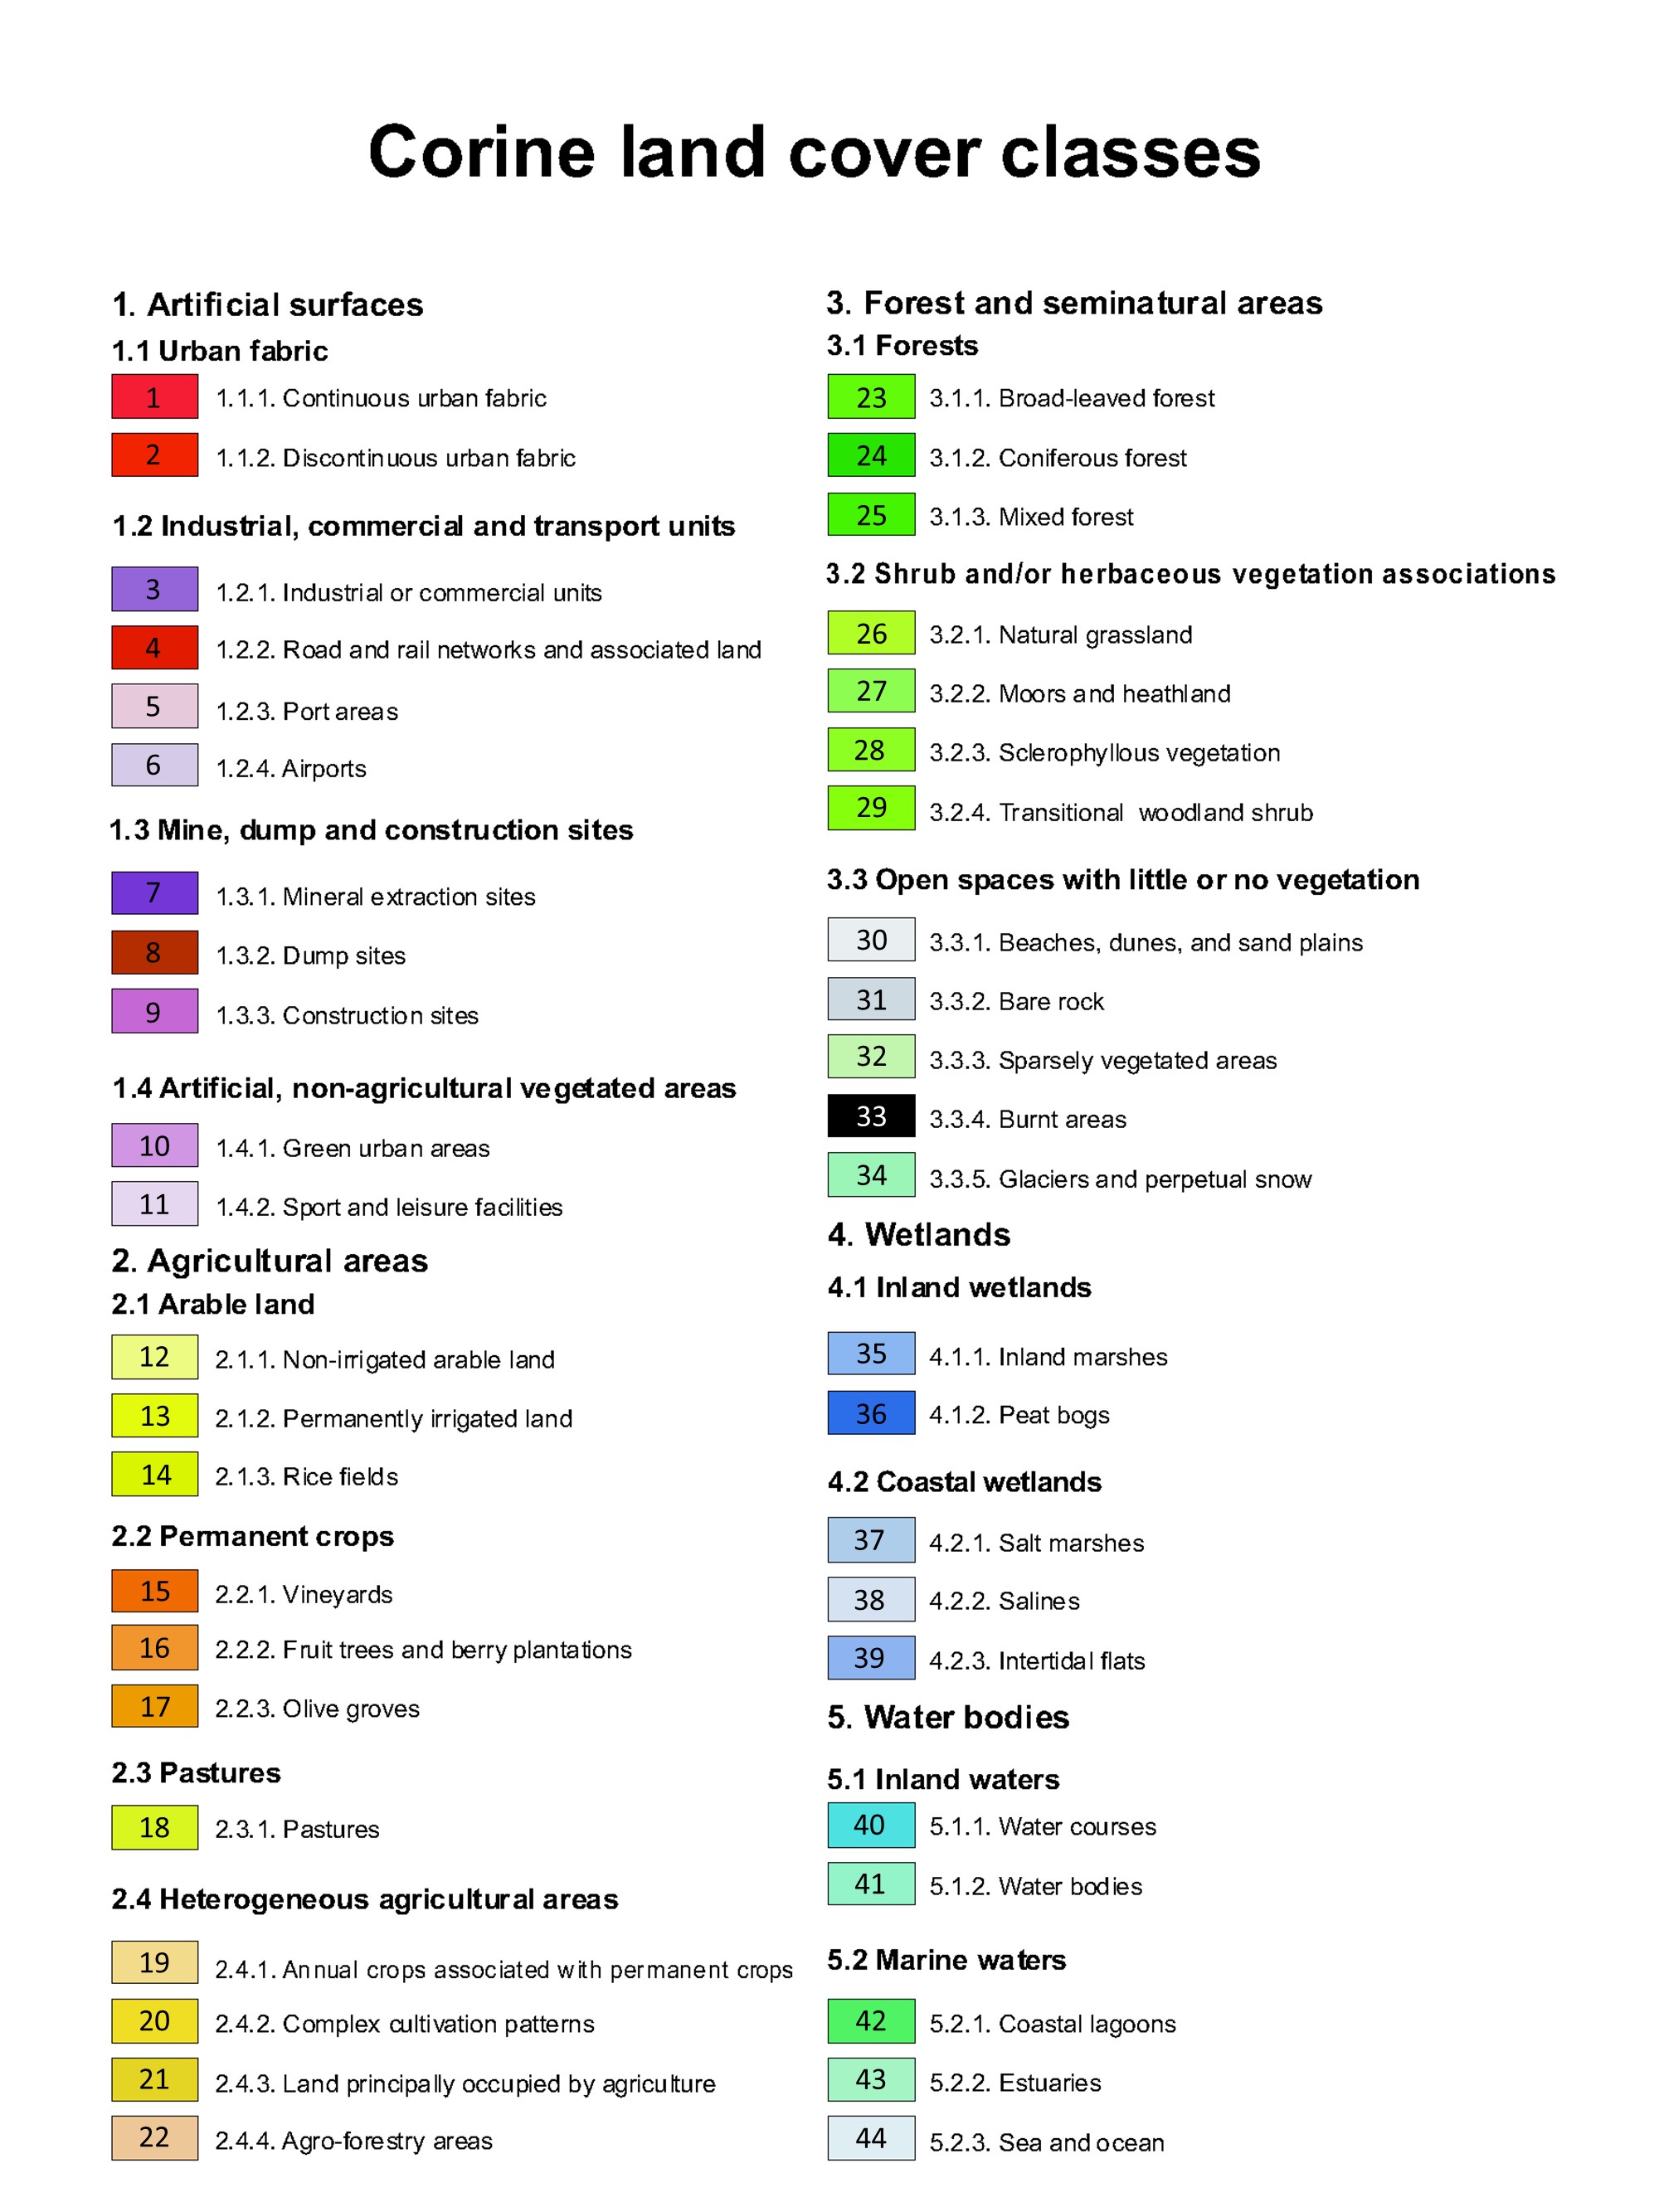 Corine land cover classes
1. Artificial surfaces
1.1 Urban fabric
1 1.1.1. Continuous urban fabric
2 1.1.2. Discontinuous urban fabric
1.2 Industrial, commercial and transport units
3 1.2.1. Industrial or commercial units
4 1.2.2. Road and rail networks and associated land
5 1.2.3. Port areas
6 1.2.4. Airports
1.3 Mine, dump and construction sites
7 1.3.1. Mineral extraction sites
8 1.3.2. Dump sites
9 1.3.3. Construction sites
1.4 Artificial, non-agricultural vegetated areas
10 1.4.1. Green urban areas
11 1.4.2. Sport and leisure facilities
2. Agricultural areas
2.1 Arable land
12 2.1.1. Non-irrigated arable land
13 2.1.2. Permanently irrigated land
14 2.1.3. Rice fields
2.2 Permanent crops
15 2.2.1. Vineyards
16 2.2.2. Fruit trees and berry plantations
17 2.2.3. Olive groves
2.3 Pastures
18 2.3.1. Pastures
2.4 Heterogeneous agricultural areas
19 2.4.1. Annual crops associated with permanent crops
20 2.4.2. Complex cultivation patterns
21 2.4.3. Land principally occupied by agriculture
22 2.4.4. Agro-forestry areas
3. Forest and seminatural areas
3.1 Forests
23 3.1.1. Broad-leaved forest
24 3.1.2. Coniferous forest
25 3.1.3. Mixed forest
3.2 Shrub and/or herbaceous vegetation associations
26 3.2.1. Natural grassland
27 3.2.2. Moors and heathland
28 3.2.3. Sclerophyllous vegetation
29 3.2.4. Transitional woodland shrub
3.3 Open spaces with little or no vegetation
30 3.3.1. Beaches, dunes, and sand plains
31 3.3.2. Bare rock
32 3.3.3. Sparsely vegetated areas
33 3.3.4. Burnt areas
34 3.3.5. Glaciers and perpetual snow
4. Wetlands
4.1 Inland wetlands
35 4.1.1. Inland marshes
36 4.1.2. Peat bogs
4.2 Coastal wetlands
37 4.2.1. Salt marshes
38 4.2.2. Salines
39 4.2.3. Intertidal flats
5. Water bodies
5.1 Inland waters
40 5.1.1. Water courses
41 5.1.2. Water bodies
5.2 Marine waters
42 5.2.1. Coastal lagoons
43 5.2.2. Estuaries
44 5.2.3. Sea and ocean